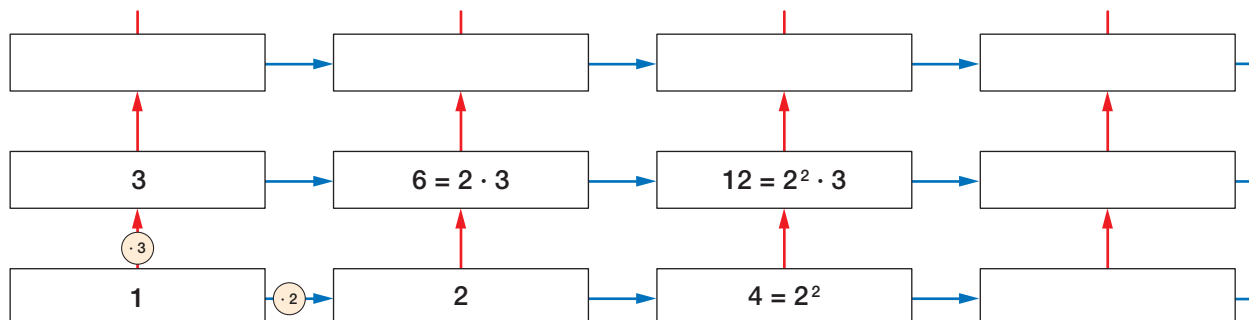 3
6 = 2 · 3
12 = 2² · 3
· 3
1
· 2
2
4 = 2²